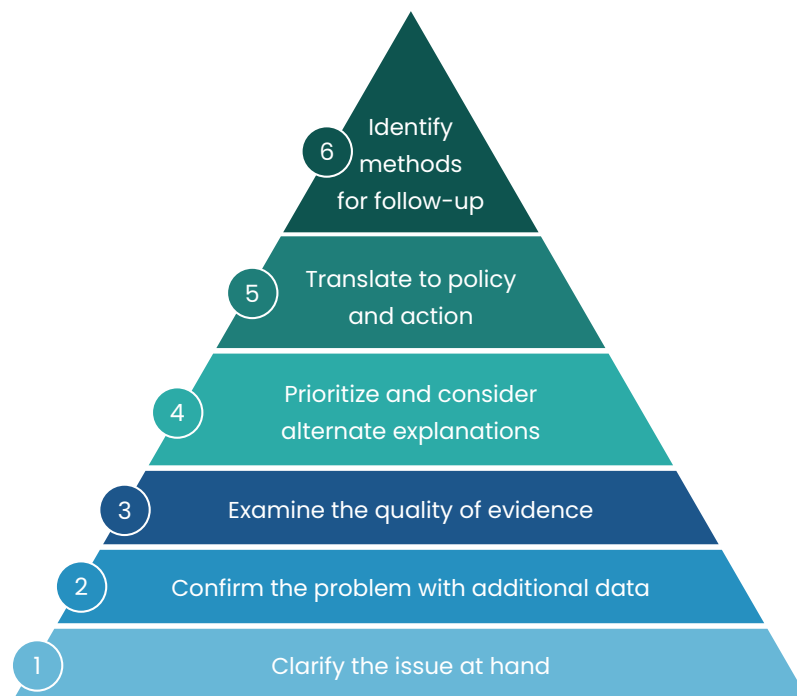 6
Identify
methods
for follow-up
5
Translate to policy
and action
4
Prioritize and consider
alternate explanations
3
Examine the quality of evidence
2
Confirm the problem with additional data
1
Clarify the issue at hand